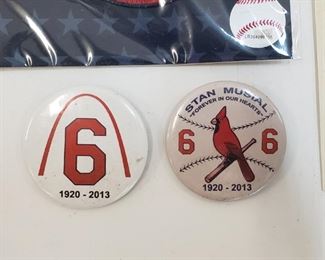 6
1920 - 2013
STAN MUSIAL
"FOREVER IN OUR HEARTS"
6 6
1920 - 2013